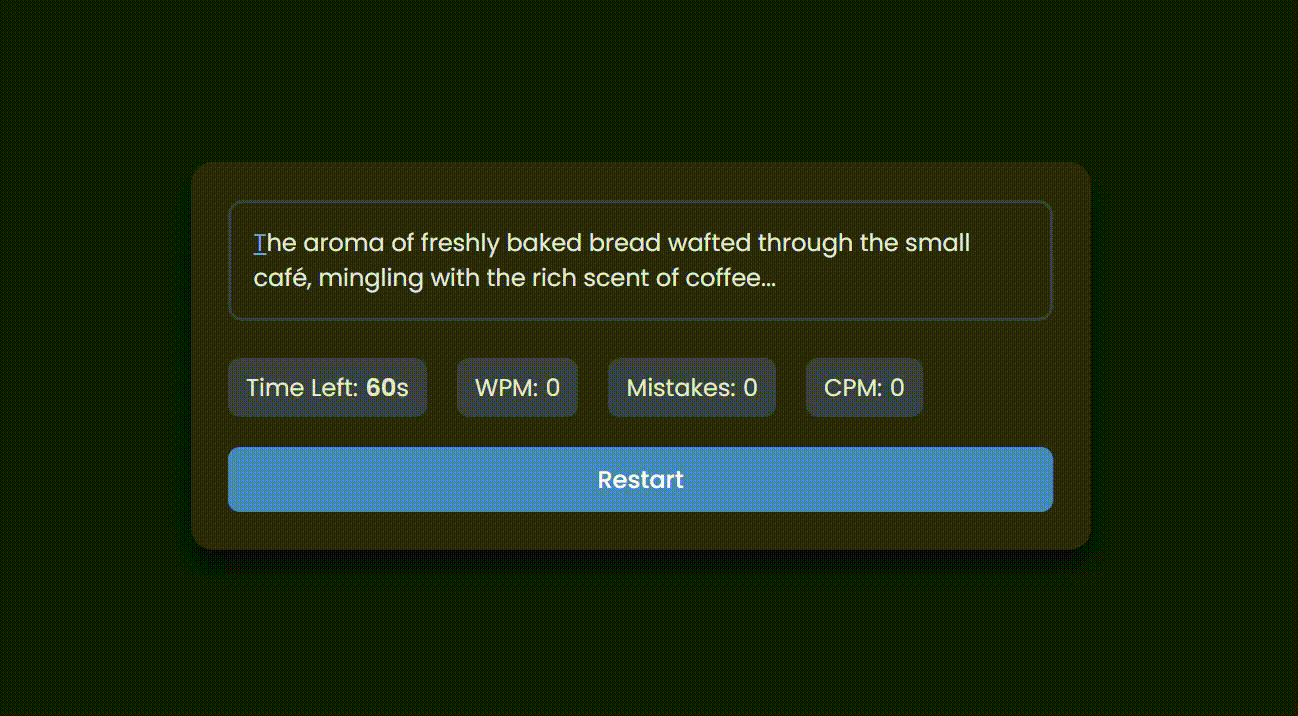 The aroma of freshly baked bread wafted through the small
café, mingling with the rich scent of coffee...
Time Left: 60s WPM: 0 Mistakes: 0 CPM: 0
Restart